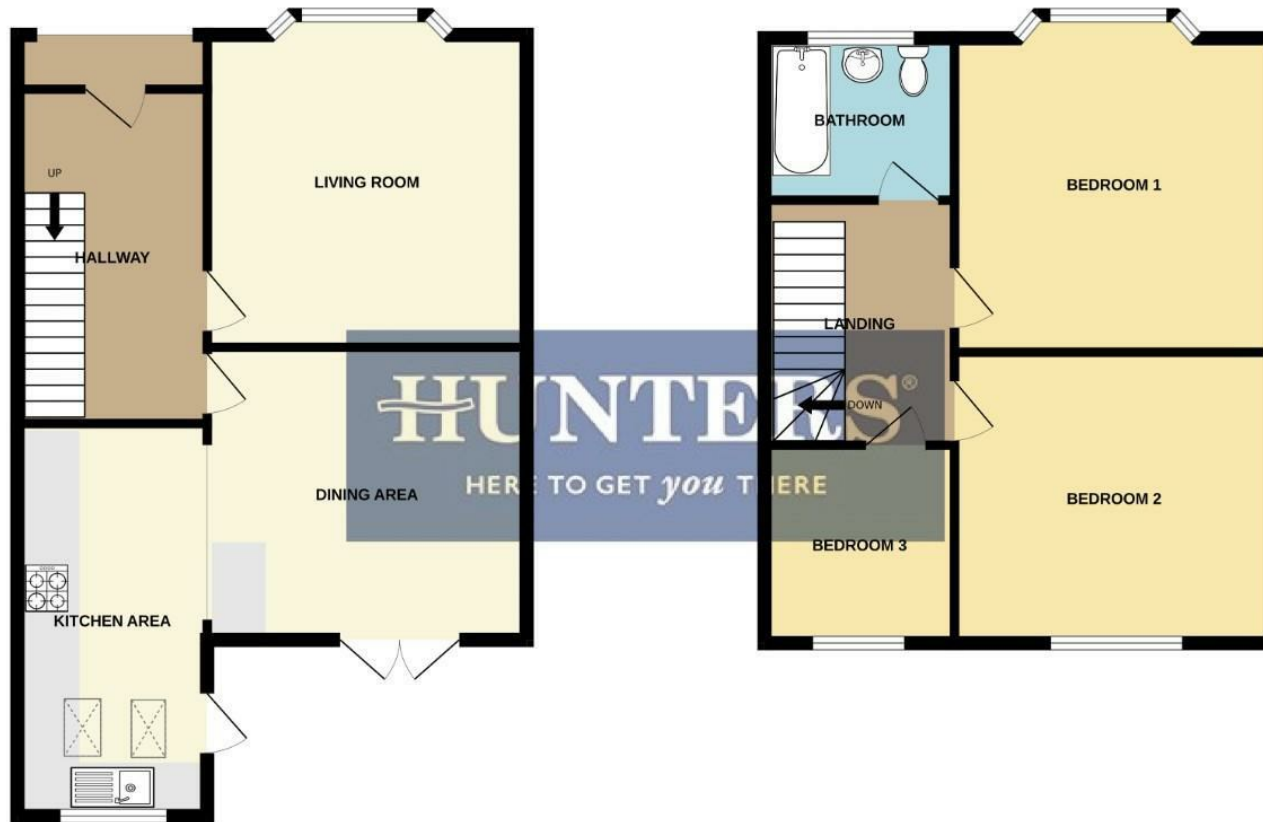 LIVING ROOM
UP
HALLWAY
DINING AREA
KITCHEN AREA
BATHROOM
BEDROOM 1
LANDING
DOWN
BEDROOM 2
BEDROOM 3
HUNTERS®
HERE TO GET you THERE